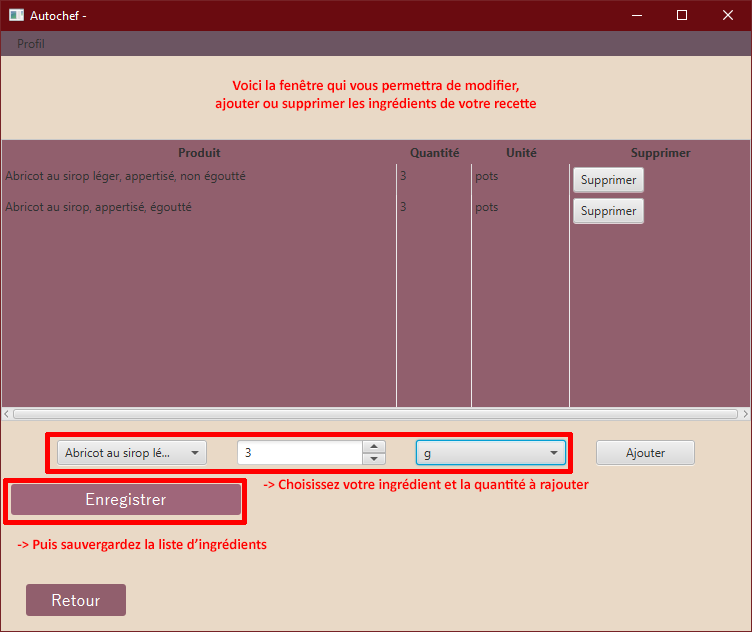 Autochef -
Profil
Voici la fenêtre qui vous permettra de modifier,
ajouter ou supprimer les ingrédients de votre recette
Produit Quantité Unité Supprimer
Abricot au sirop léger, appertisé, non égoutté 3 pots Supprimer
Abricot au sirop, appertisé, égoutté 3 pots Supprimer
Abricot au sirop lé... 3 g Ajouter
-> Choisissez votre ingrédient et la quantité à rajouter
Enregistrer
-> Puis sauvergardez la liste d'ingrédients
Retour